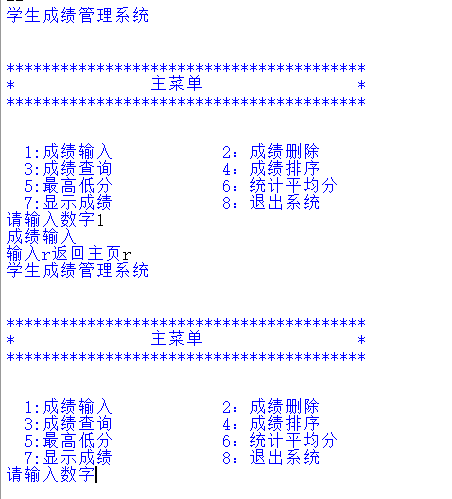 学生成绩管理系统
****************************************
*               主菜单                 *
****************************************
1:成绩输入            2: 成绩删除
3:成绩查询            4: 成绩排序
5:最高低分            6: 统计平均分
7:显示成绩            8: 退出系统
请输入数字1
成绩输入
输入r返回主页r
学生成绩管理系统
****************************************
*               主菜单                 *
****************************************
1:成绩输入            2: 成绩删除
3:成绩查询            4: 成绩排序
5:最高低分            6: 统计平均分
7:显示成绩            8: 退出系统
请输入数字